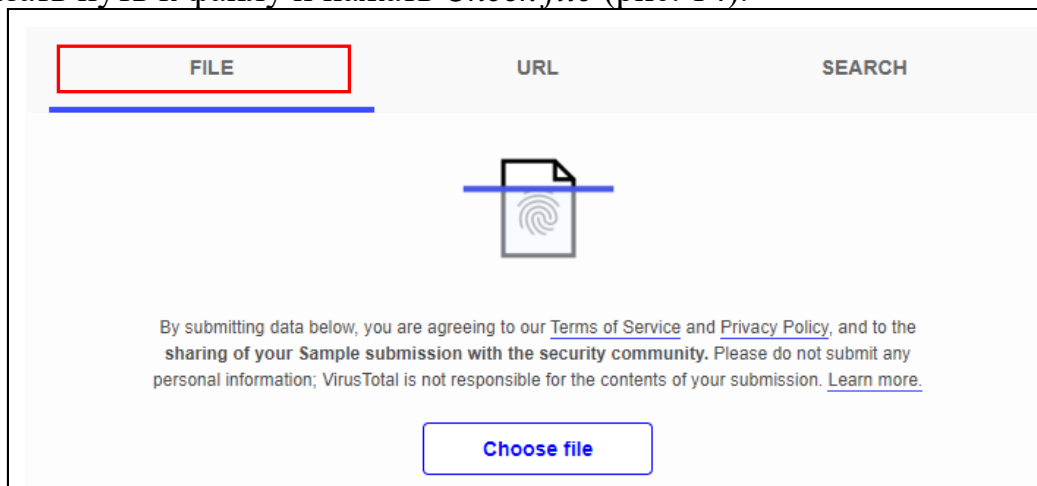 FILE URL SEARCH
By submitting data below, you are agreeing to our Terms of Service and Privacy Policy, and to the
sharing of your Sample submission with the security community. Please do not submit any
personal information; VirusTotal is not responsible for the contents of your submission. Learn more.
Choose file